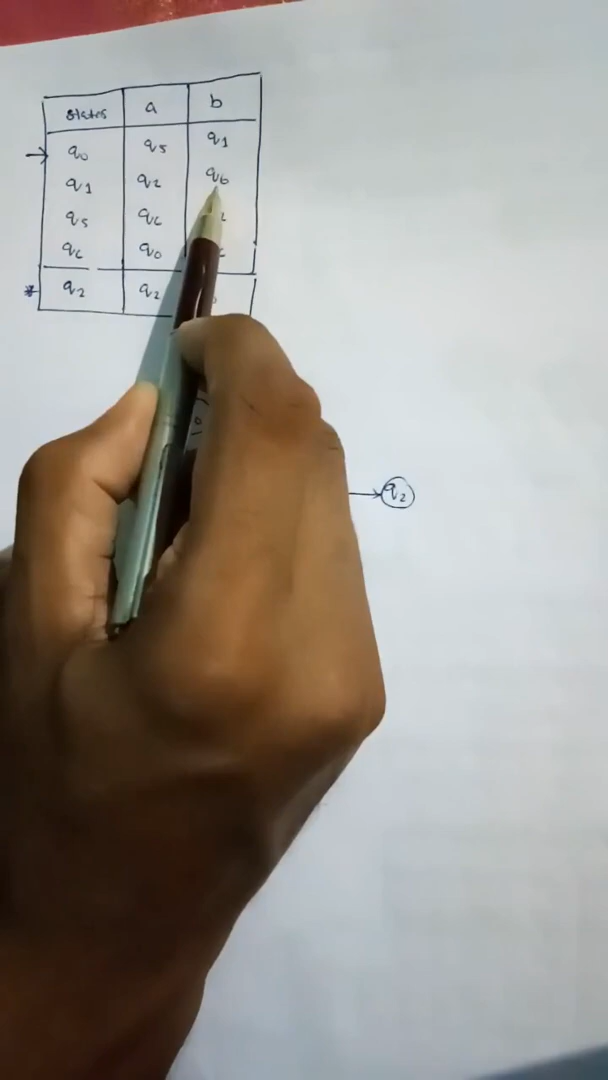 states a b
→ q0 q5 q1
q1 q2 q6
q5 q6
q6 q0
* q2 q2
q2